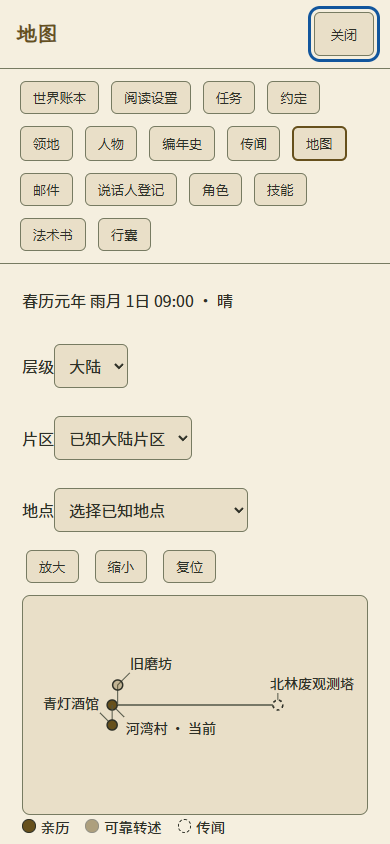 地图 关闭
世界账本 阅读设置 任务 约定
领地 人物 编年史 传闻 地图
邮件 说话人登记 角色 技能
法术书 行囊
春历元年 雨月 1日 09:00 · 晴
层级 大陆
片区 已知大陆片区
地点 选择已知地点
放大 缩小 复位
旧磨坊
北林废观测塔
青灯酒馆
河湾村 · 当前
亲历 可靠转述 传闻